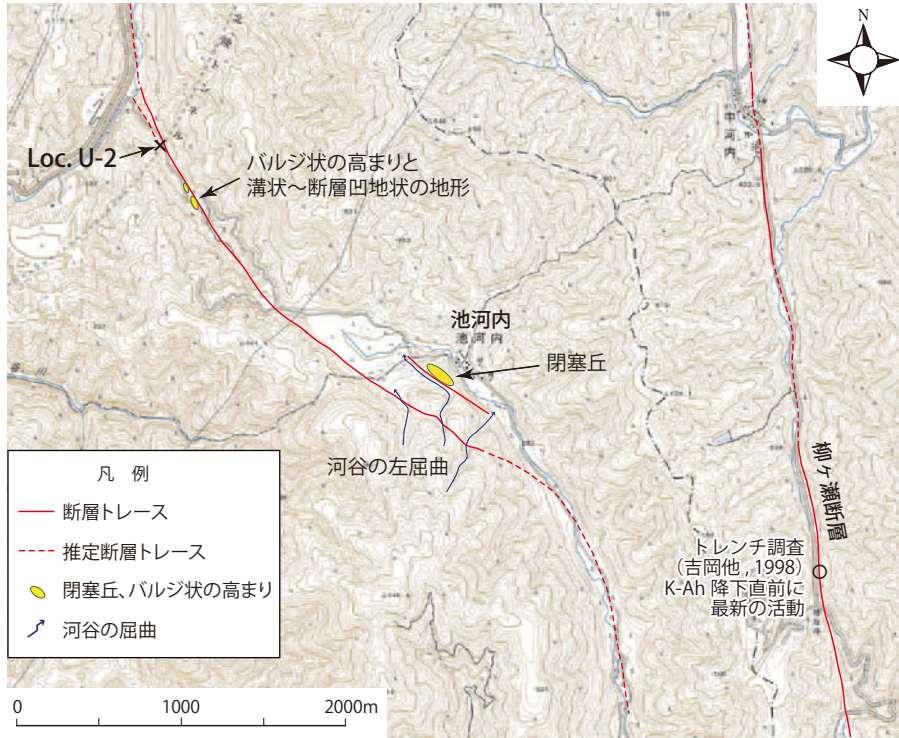 N
Loc. U-2
バルジ状の高まりと
溝状～断層凹地状の地形
中河内
池河内
池河内
閉塞丘
河谷の左屈曲
柳ヶ瀬断層
トレンチ調査
(吉岡他, 1998)
K-Ah 降下直前に
最新の活動
凡 例
断層トレース
推定断層トレース
閉塞丘、バルジ状の高まり
河谷の屈曲
0 1000 2000m